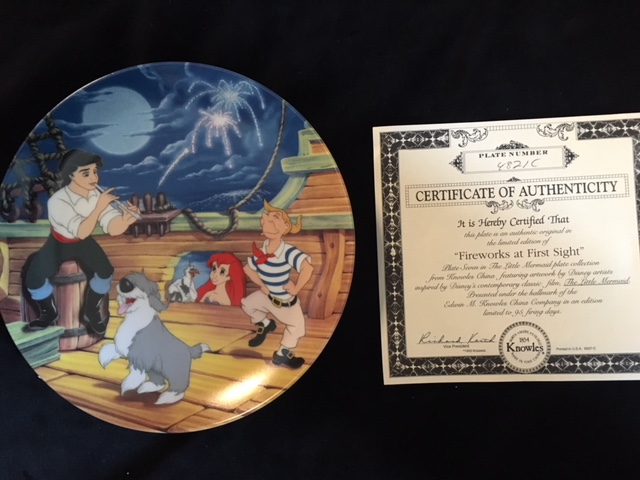 PLATE NUMBER
4821C
CERTIFICATE OF AUTHENTICITY
It is Hereby Certified That
this plate is an authentic original in
the limited edition of
"Fireworks at First Sight"
Plate Seven in The Little Mermaid plate collection
from Knowles China, featuring artwork by Disney artists
inspired by Disney's contemporary classic film, The Little Mermaid
Presented under the hallmark of the
Edwin M. Knowles China Company in an edition
limited to 95 firing days.
Richard Keith
Vice President
Knowles